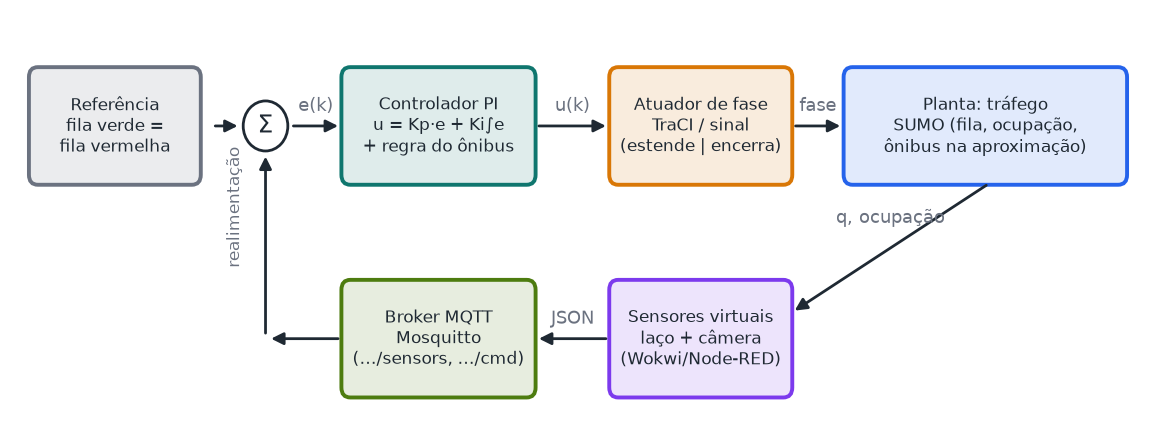 Referência
fila verde =
fila vermelha
Σ
e(k)
Controlador PI
u = Kp·e + Ki∫e
+ regra do ônibus
u(k)
Atuador de fase
TraCI / sinal
(estende | encerra)
fase
Planta: tráfego
SUMO (fila, ocupação,
ônibus na aproximação)
q, ocupação
realimentação
Broker MQTT
Mosquitto
(.../sensors, .../cmd)
JSON
Sensores virtuais
laço + câmera
(Wokwi/Node-RED)